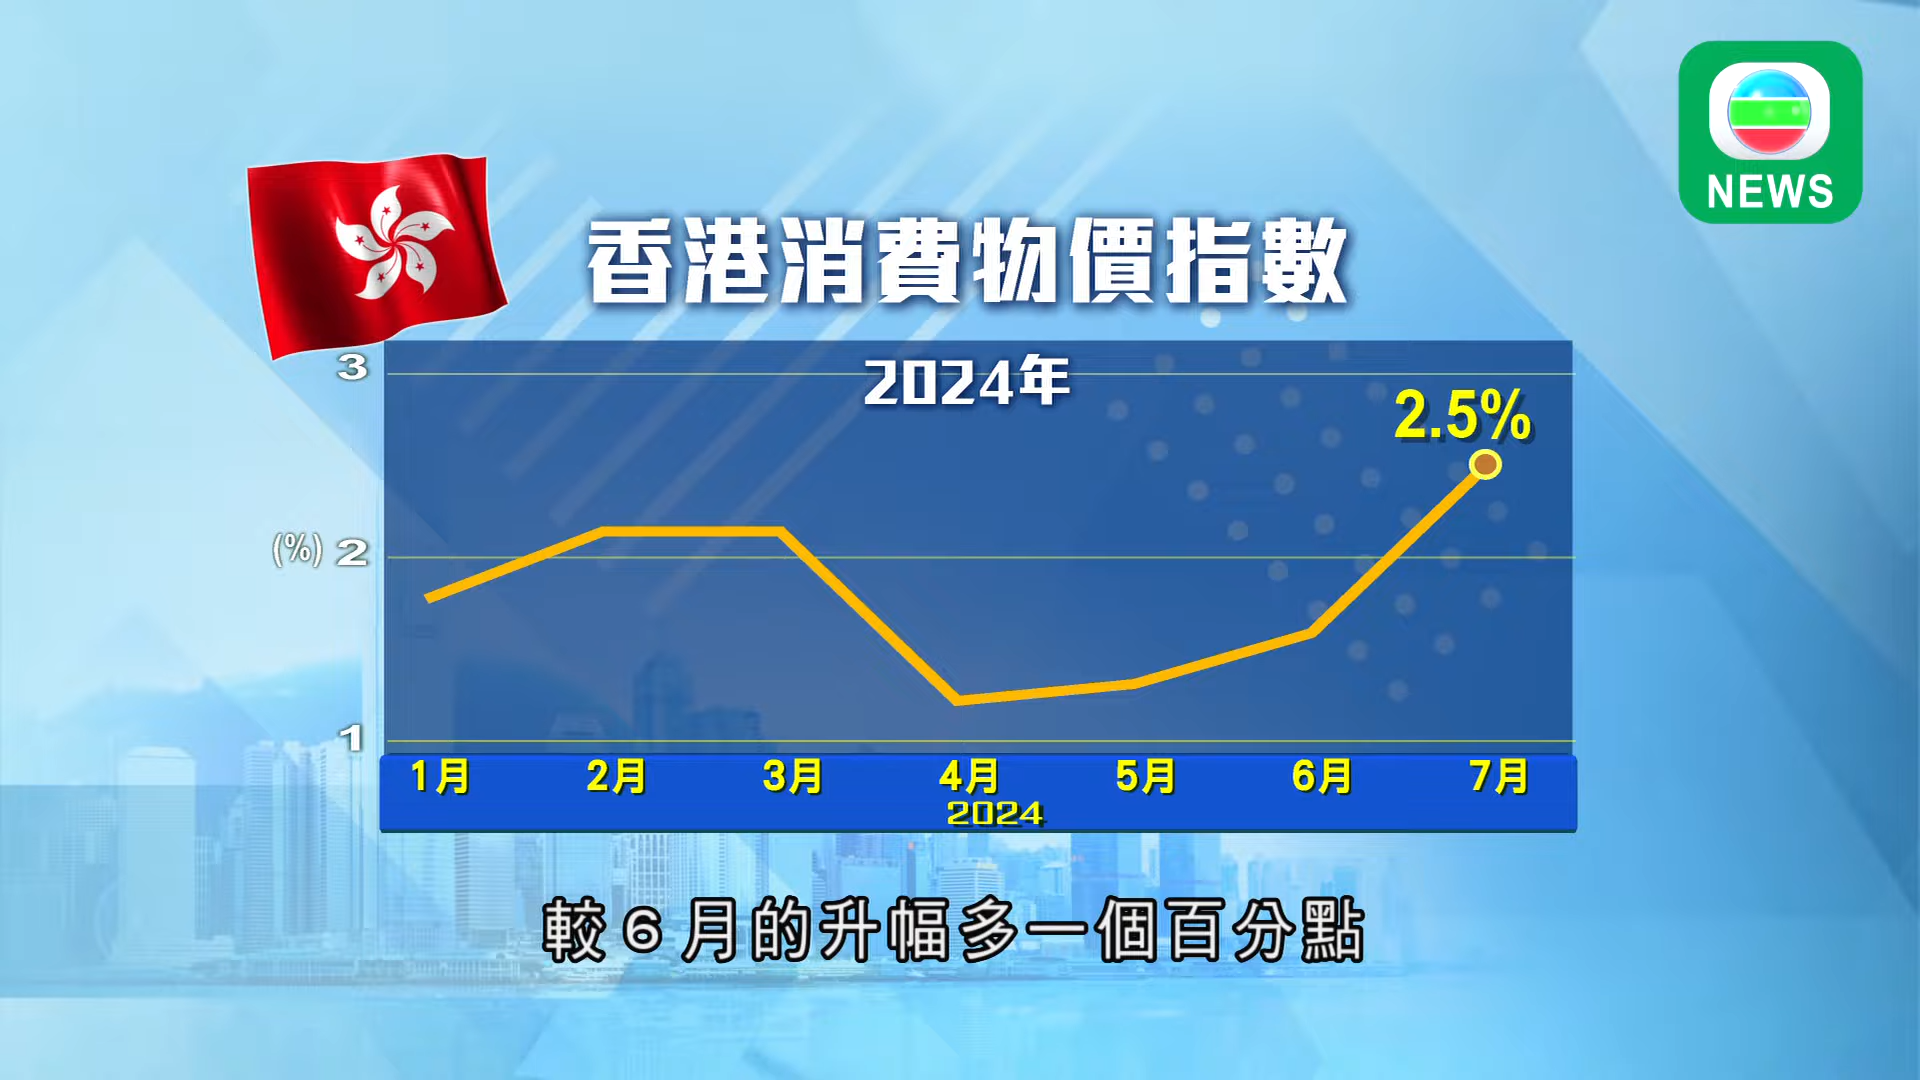 NEWS
香港消費物價指數
2024年
3
2.5%
(%) 2
1
1月 2月 3月 4月 5月 6月 7月
2024
較6月的升幅多一個百分點